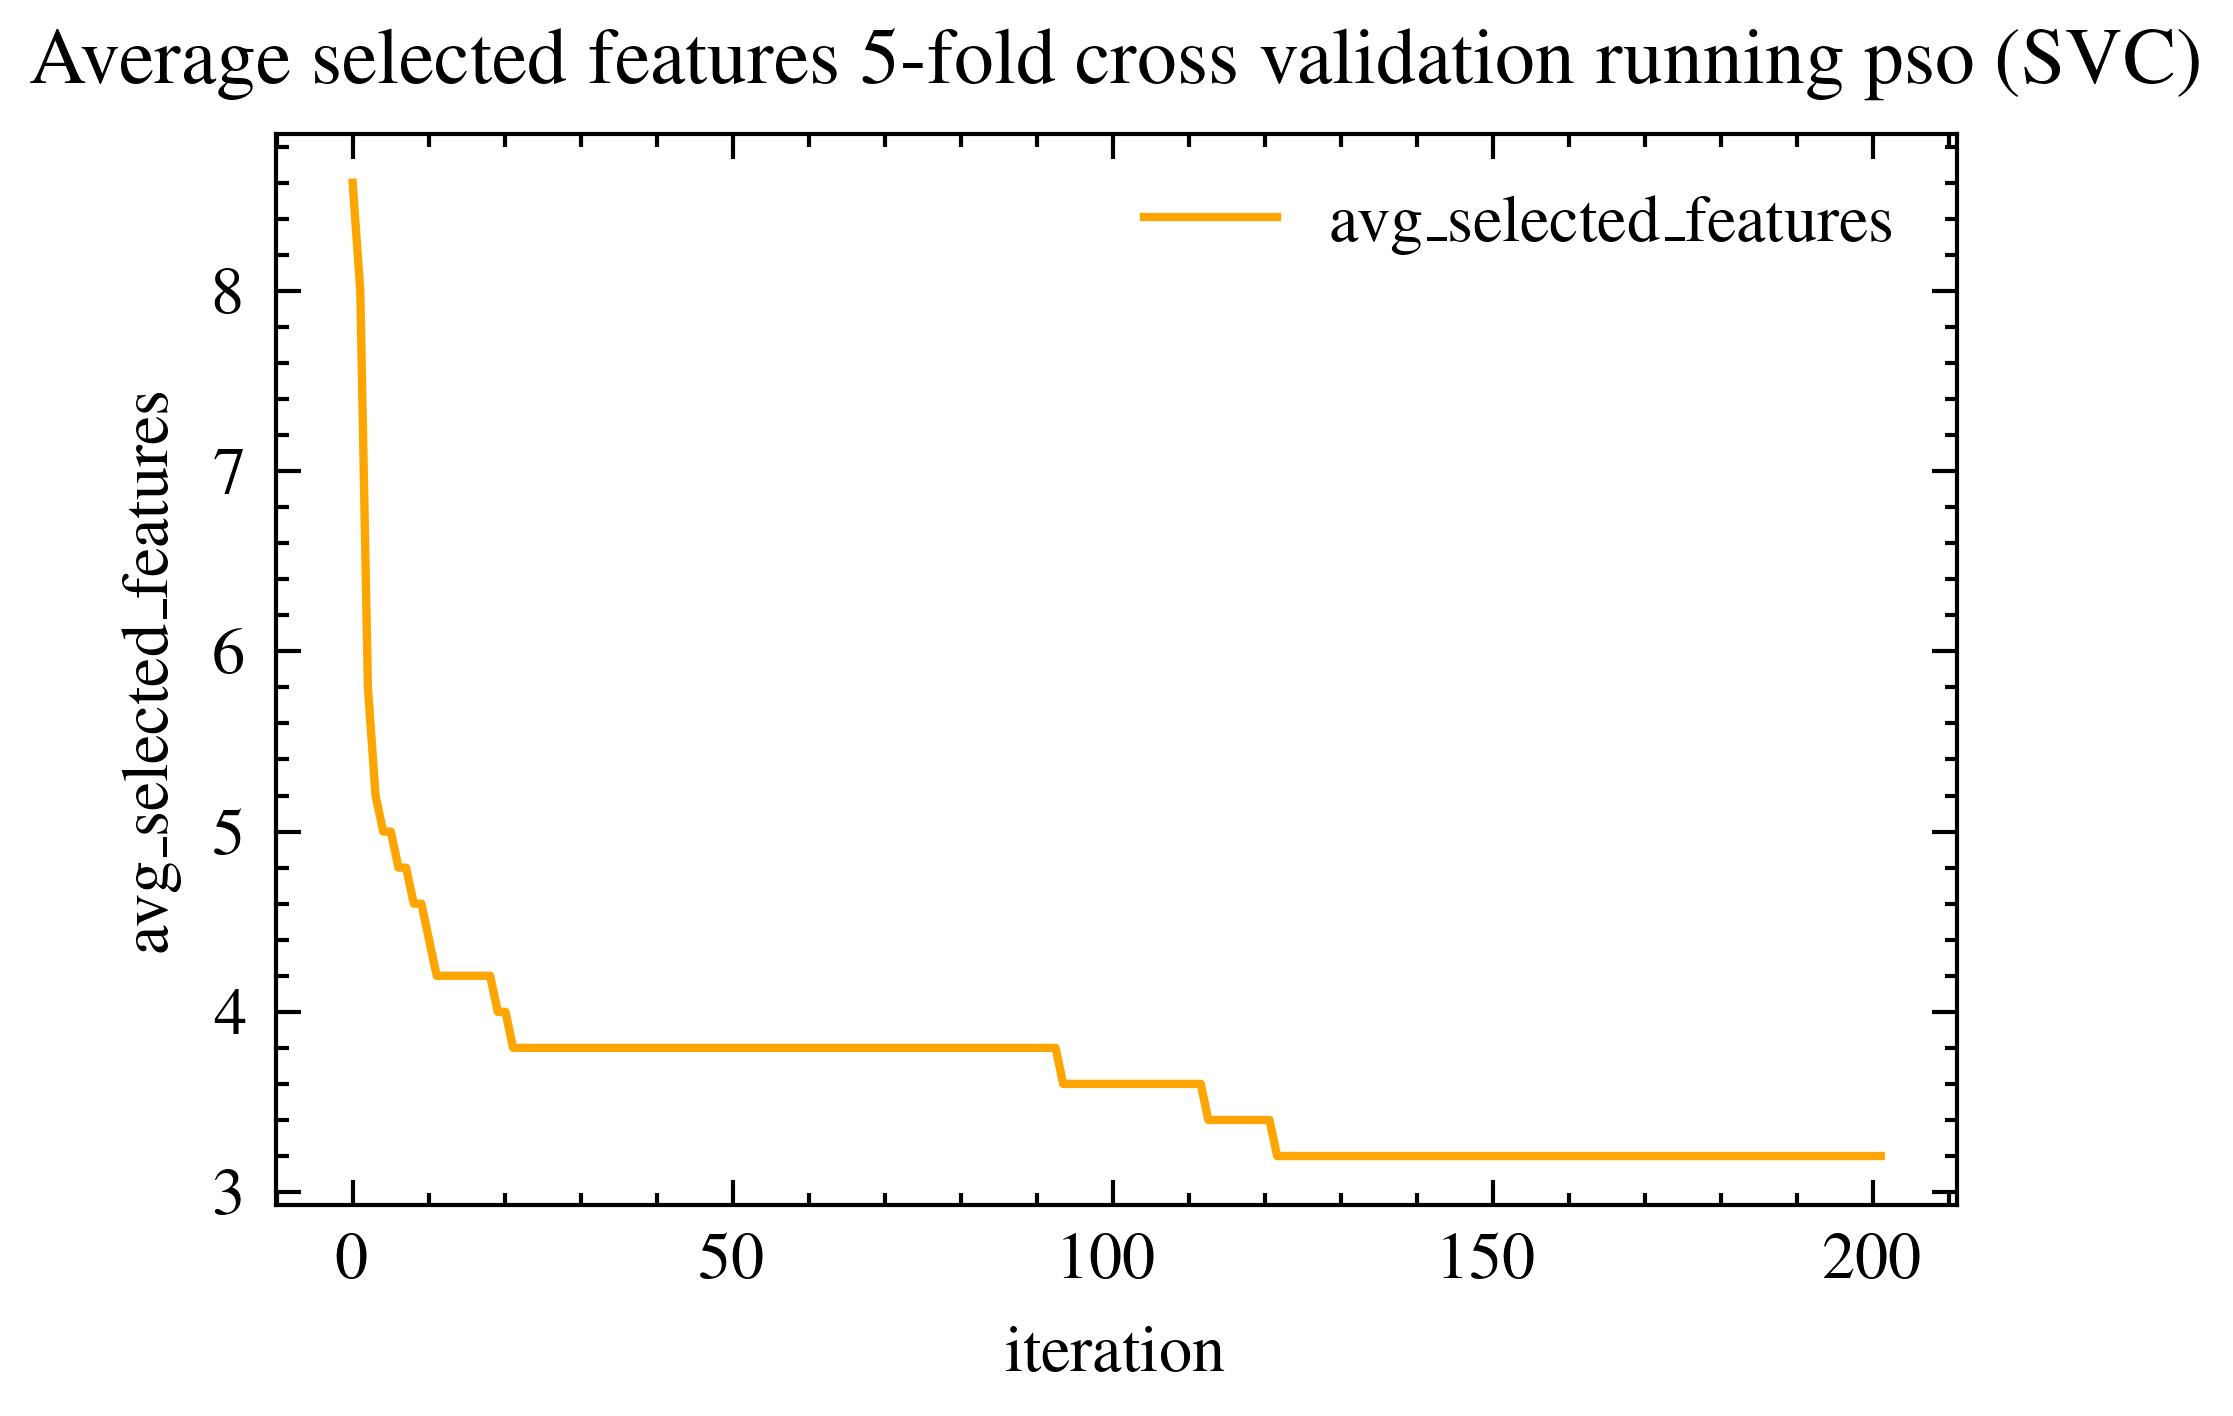 Average selected features 5-fold cross validation running pso (SVC)
avg_selected_features
8
7
6
5
4
3
avg_selected_features
0 50 100 150 200
iteration